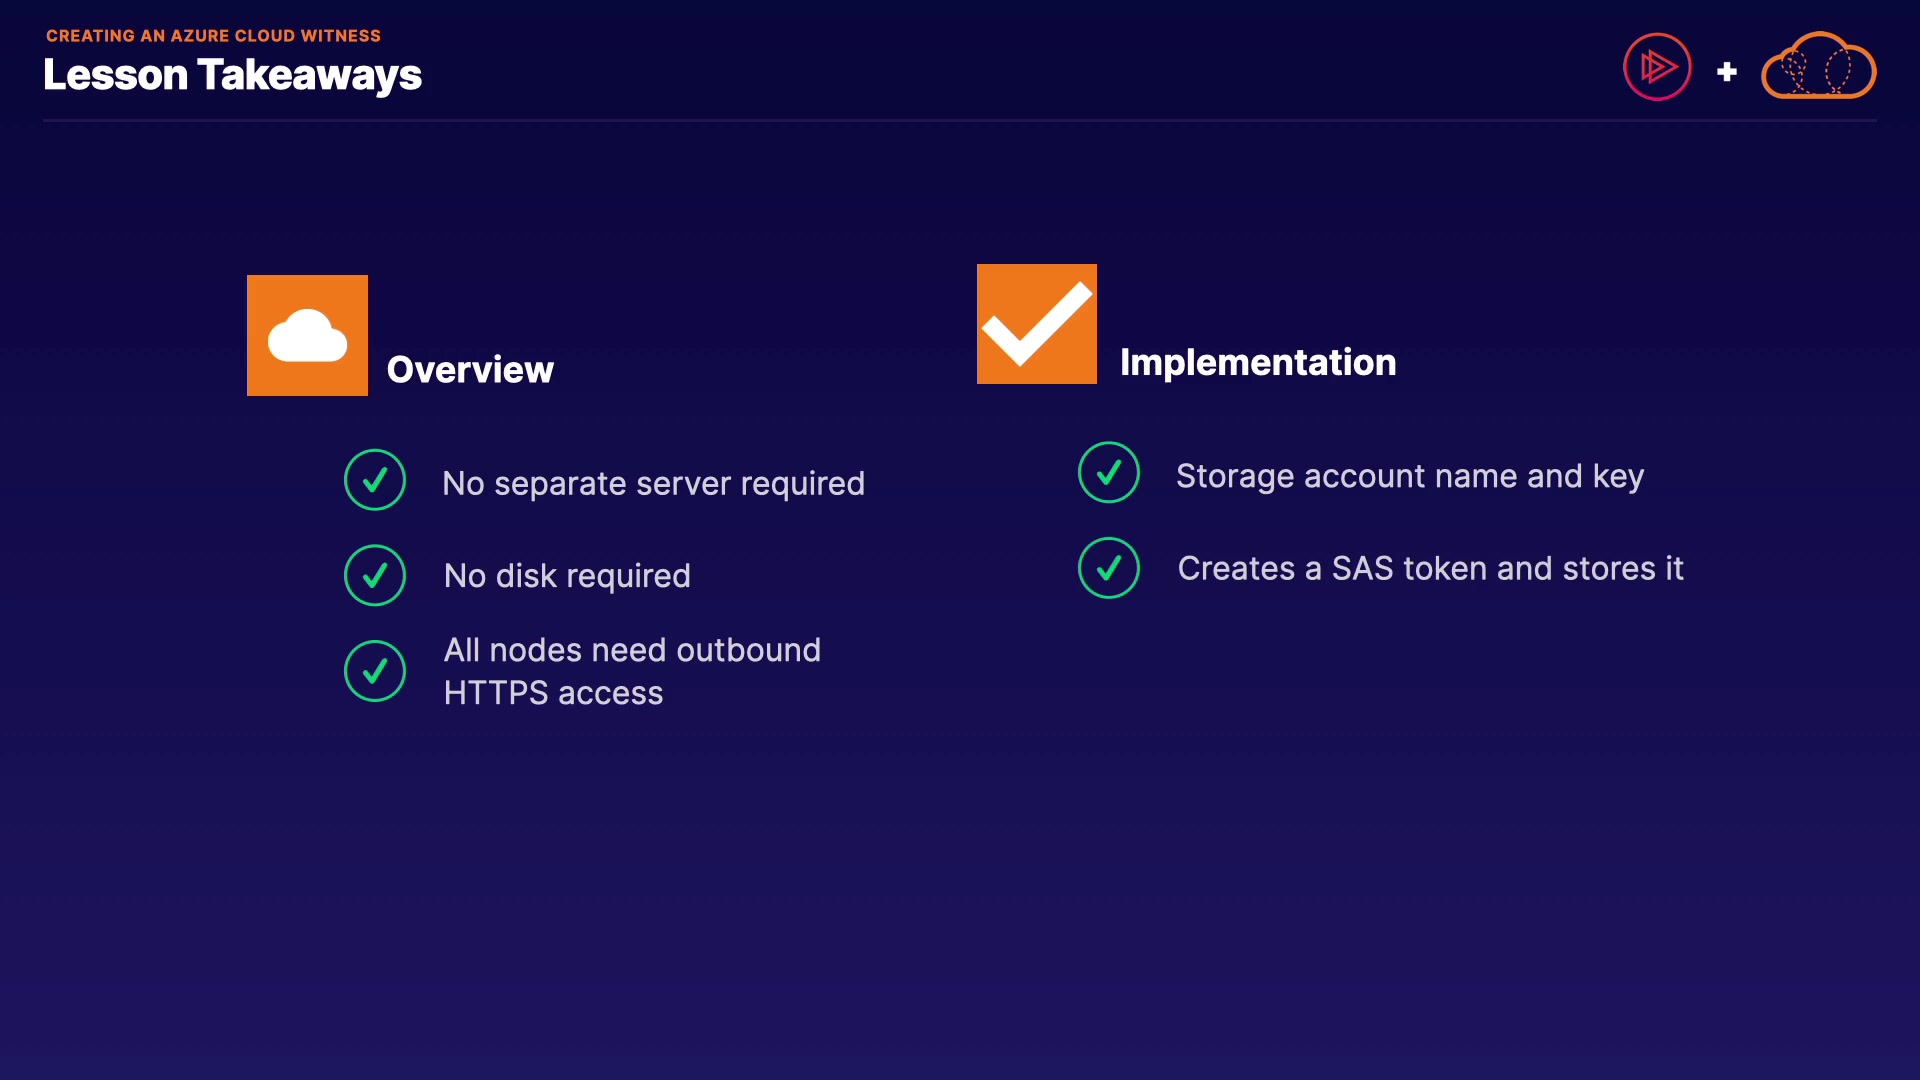 CREATING AN AZURE CLOUD WITNESS
Lesson Takeaways
Overview
No separate server required
No disk required
All nodes need outbound
HTTPS access
Implementation
Storage account name and key
Creates a SAS token and stores it